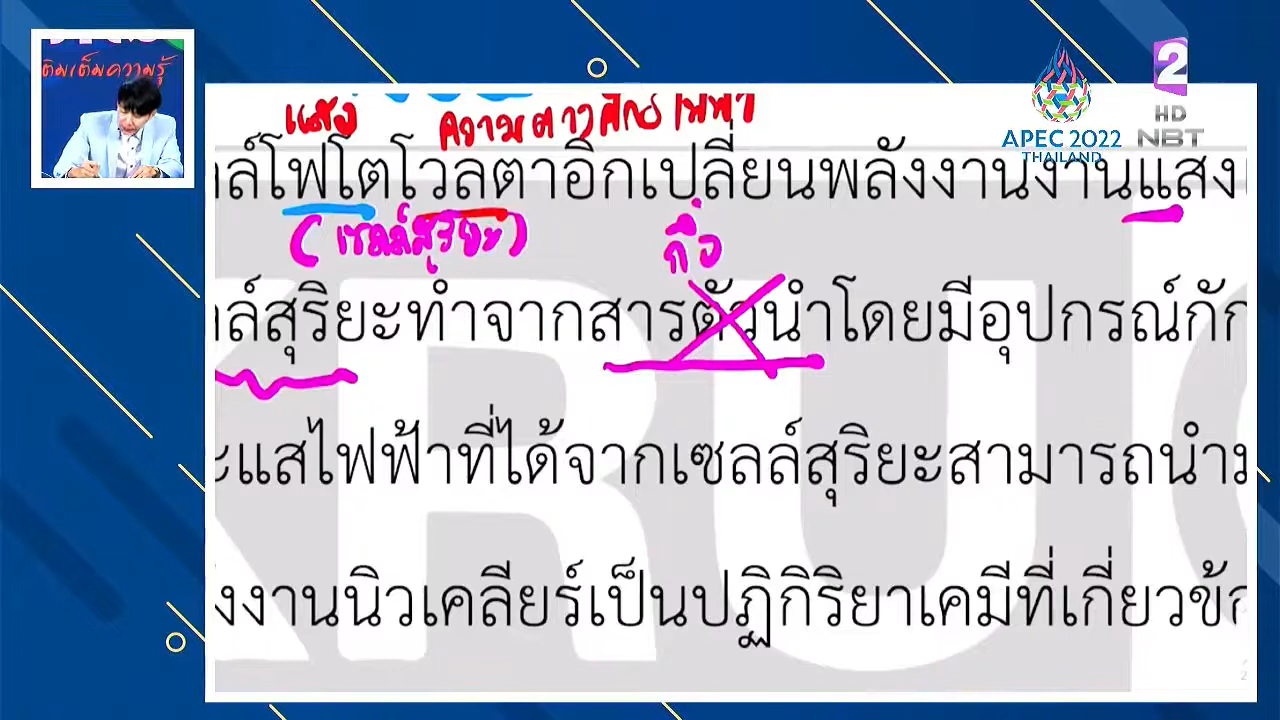 เติมเต็มความรู้
2
HD
NBT
APEC 2022
THAILAND
แสง
ความต่างศักย์ไฟฟ้า
ลล์โฟโตโวลตาอิกเปลี่ยนพลังงานงานแสง
(เซลล์สุริยะ)
กึ่ง
ลล์สุริยะทำจากสารตัวนำโดยมีอุปกรณ์กัก
ะแสไฟฟ้าที่ได้จากเซลล์สุริยะสามารถนำม
งงานนิวเคลียร์เป็นปฏิกิริยาเคมีที่เกี่ยวข้อ